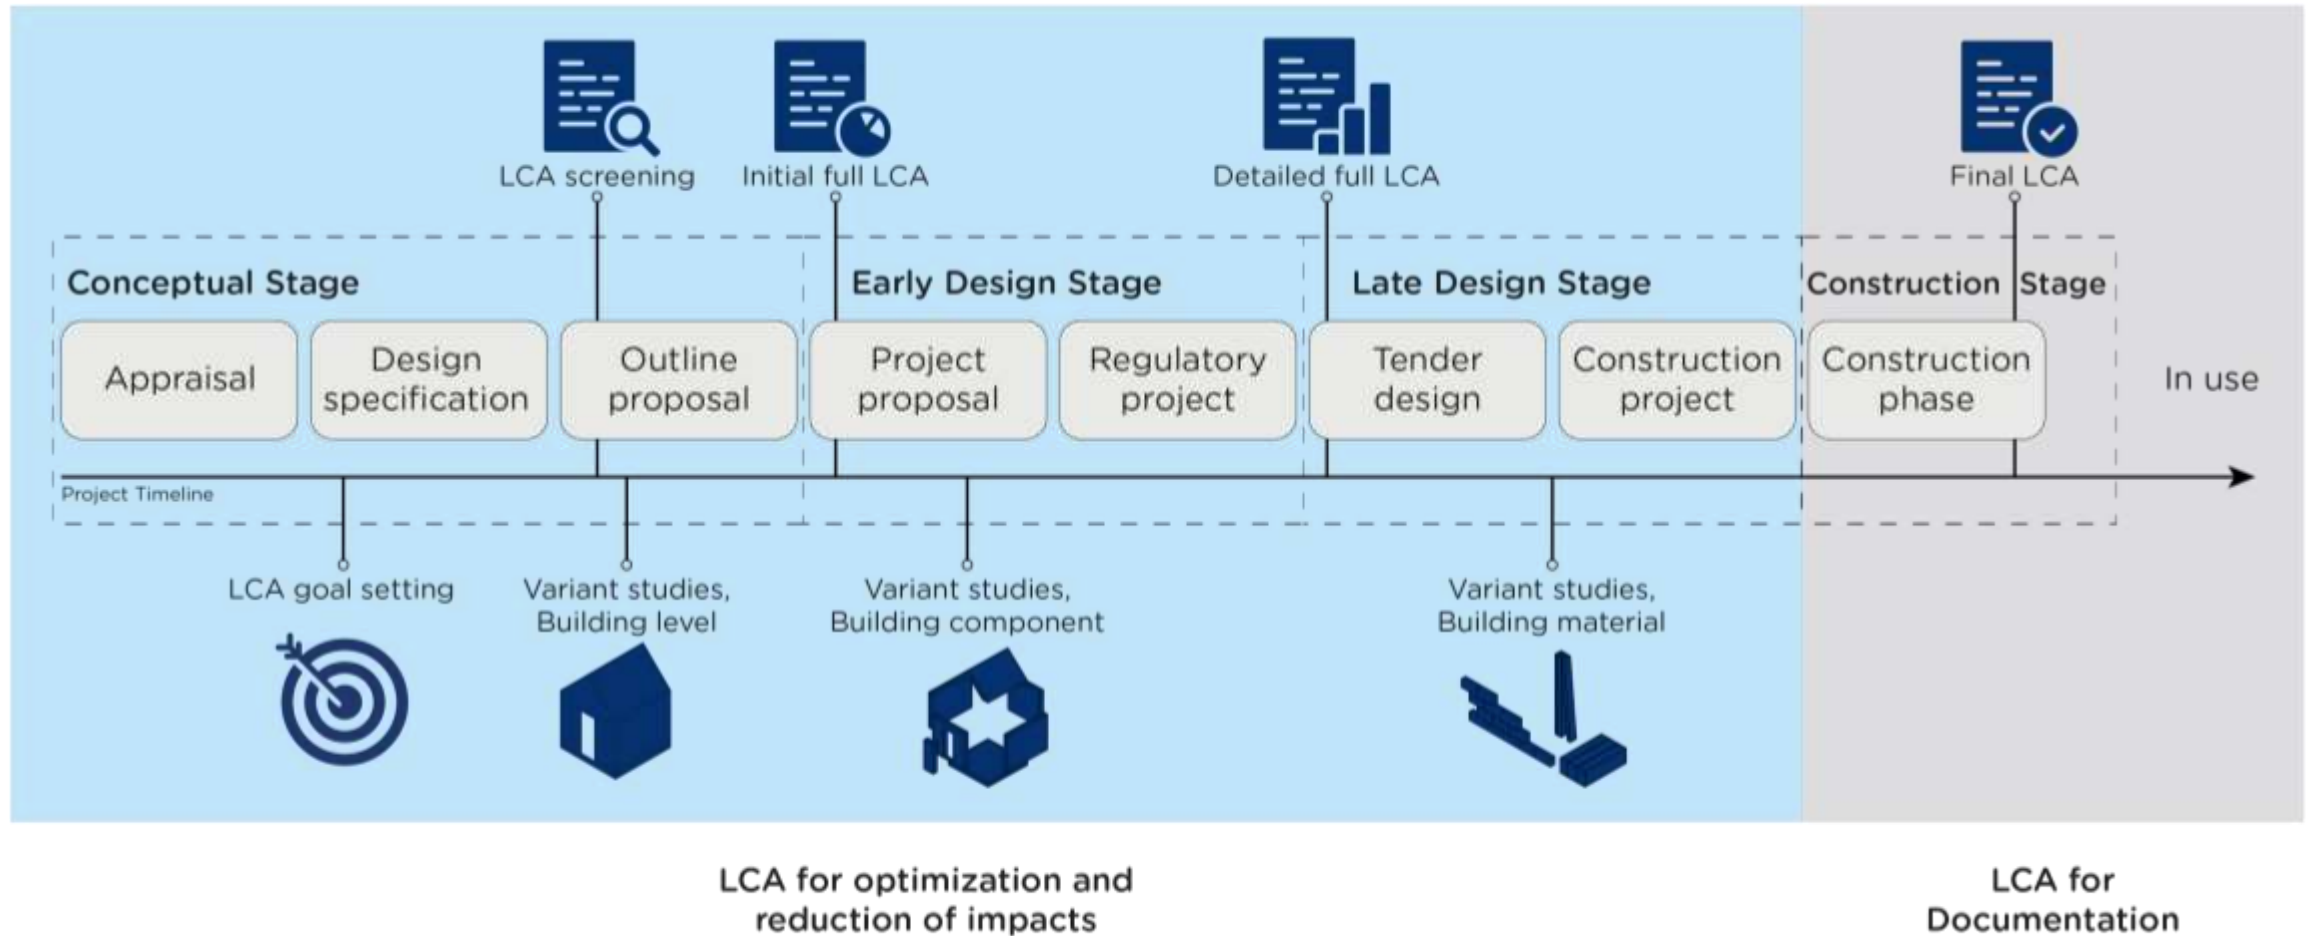 LCA screening
Initial full LCA
Detailed full LCA
Final LCA
Conceptual Stage
Early Design Stage
Late Design Stage
Construction Stage
Appraisal
Design
specification
Outline
proposal
Project
proposal
Regulatory
project
Tender
design
Construction
project
Construction
phase
In use
Project Timeline
LCA goal setting
Variant studies,
Building level
Variant studies,
Building component
Variant studies,
Building material
LCA for optimization and
reduction of impacts
LCA for
Documentation